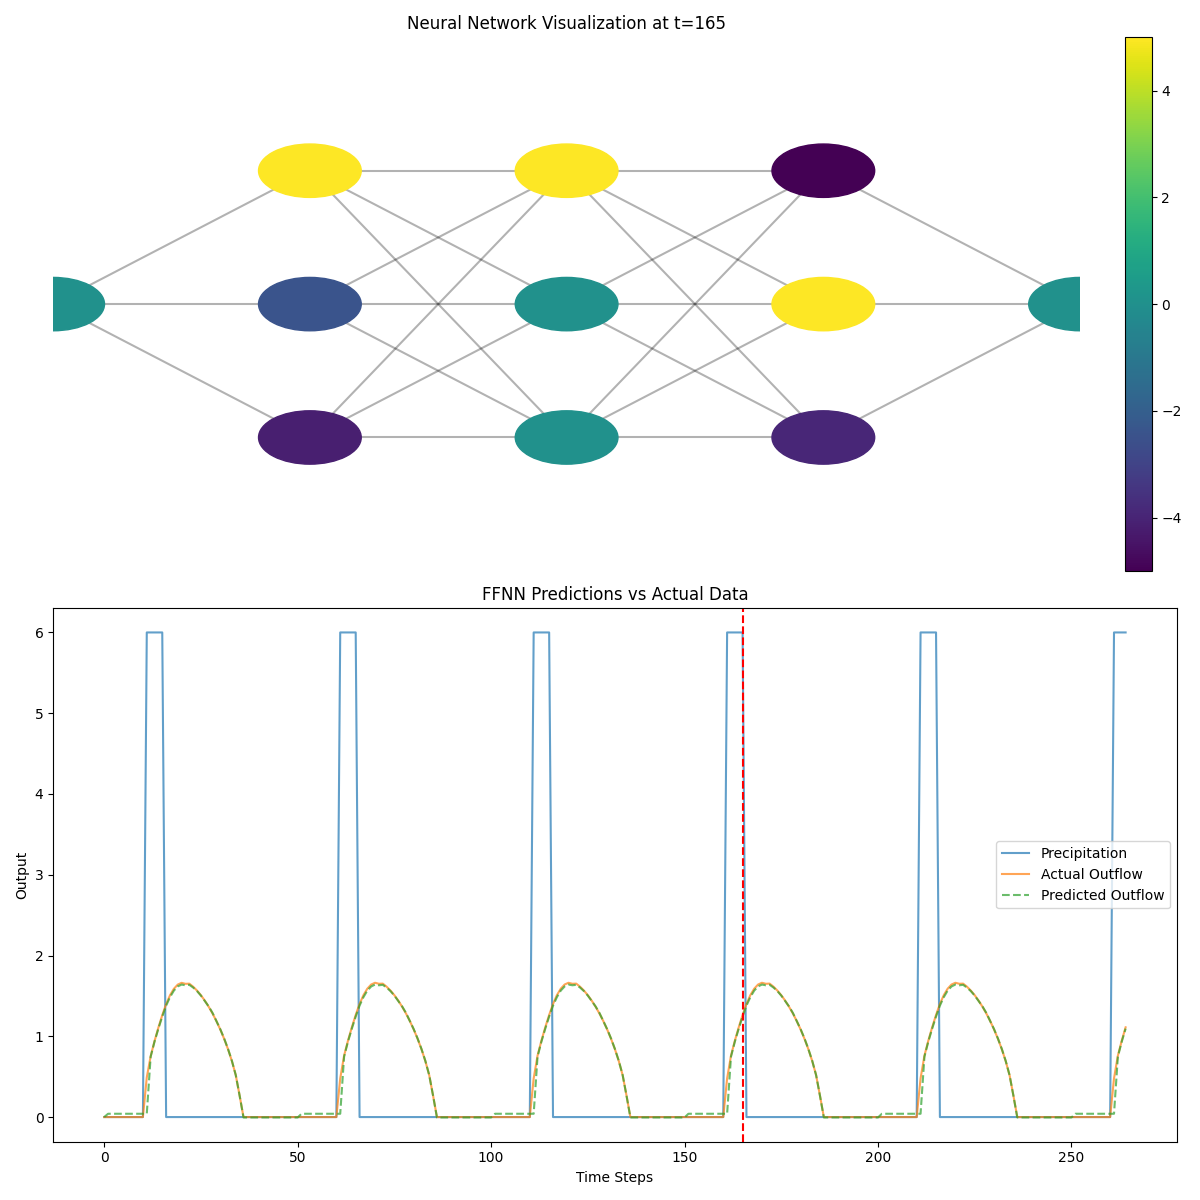 Neural Network Visualization at t=165
4
2
0
−2
−4
FFNN Predictions vs Actual Data
6
5
4
3
2
1
0
Output
Precipitation
Actual Outflow
Predicted Outflow
0 50 100 150 200 250
Time Steps